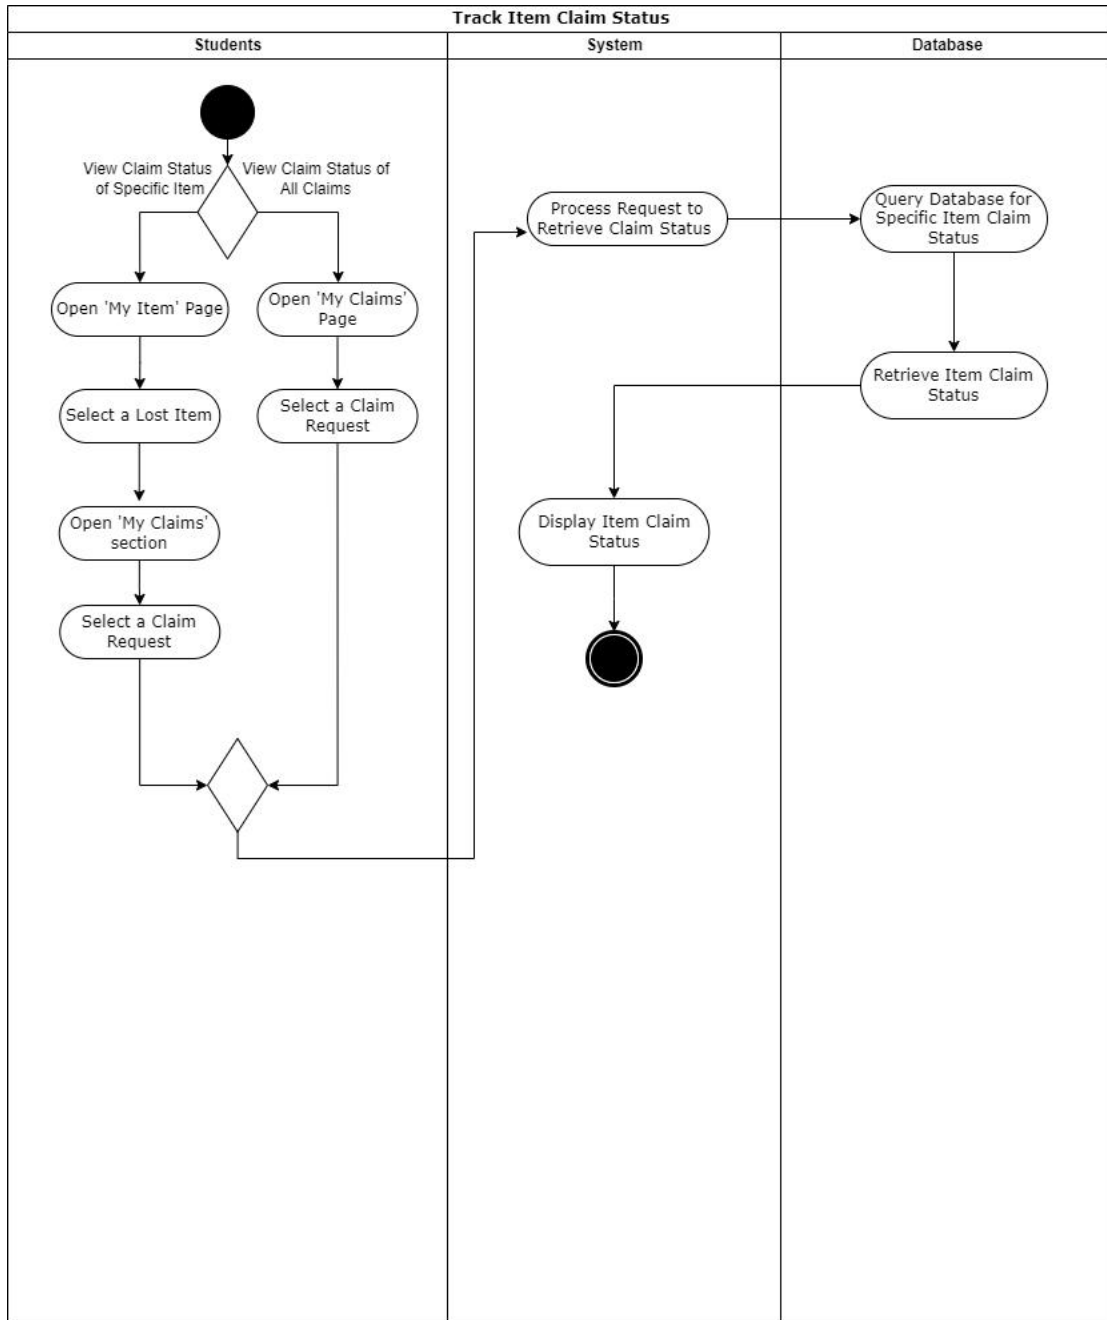 Track Item Claim Status
Students
System
Database
View Claim Status
of Specific Item
View Claim Status of
All Claims
Open 'My Item' Page
Select a Lost Item
Open 'My Claims'
section
Select a Claim
Request
Open 'My Claims'
Page
Select a Claim
Request
Process Request to
Retrieve Claim Status
Query Database for
Specific Item Claim
Status
Retrieve Item Claim
Status
Display Item Claim
Status